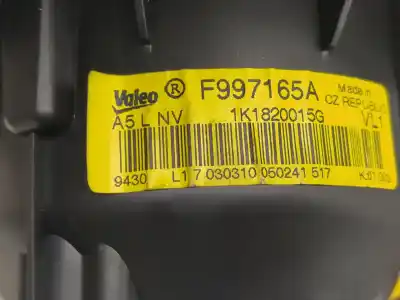 Valeo ® F997165A Made in
CZ REPUBLIC
A5 L NV 1K1820015G VL1
9430 L1 7 030310 050241 517